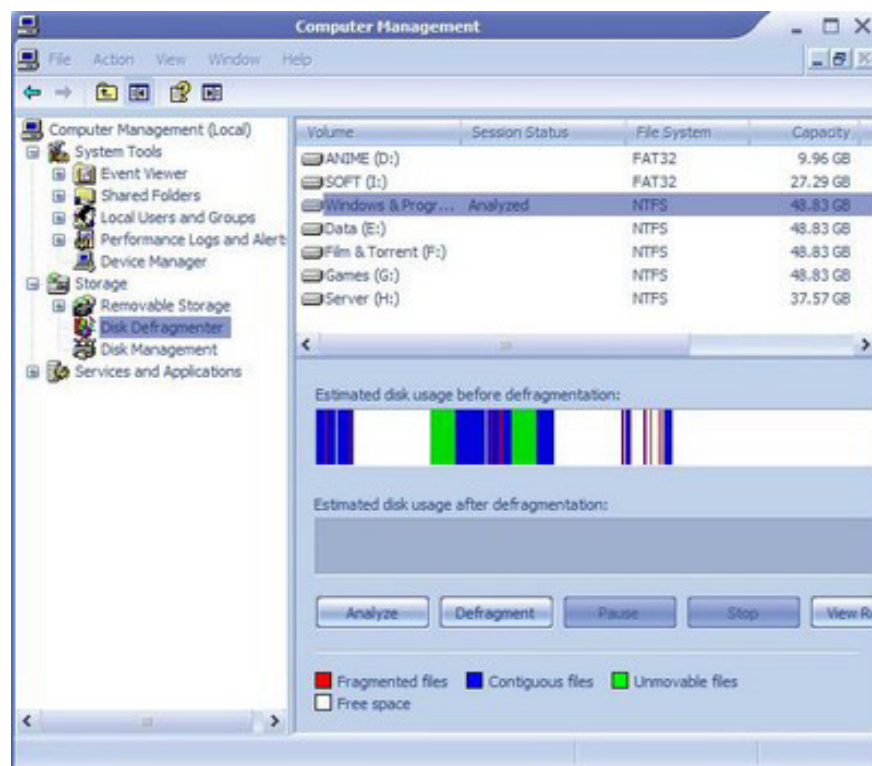 Computer Management
File Action View Window Help
Computer Management (Local)
System Tools
Event Viewer
Shared Folders
Local Users and Groups
Performance Logs and Alert
Device Manager
Storage
Removable Storage
Disk Defragmenter
Disk Management
Services and Applications
Volume Session Status File System Capacity
ANIME (D:) FAT32 9.96 GB
SOFT (I:) FAT32 27.29 GB
Windows & Progr... Analyzed NTFS 48.83 GB
Data (E:) NTFS 48.83 GB
Film & Torrent (F:) NTFS 48.83 GB
Games (G:) NTFS 48.83 GB
Server (H:) NTFS 37.57 GB
Estimated disk usage before defragmentation:
Estimated disk usage after defragmentation:
Analyze Defragment Pause Stop View R
Fragmented files Contiguous files Unmovable files
Free space